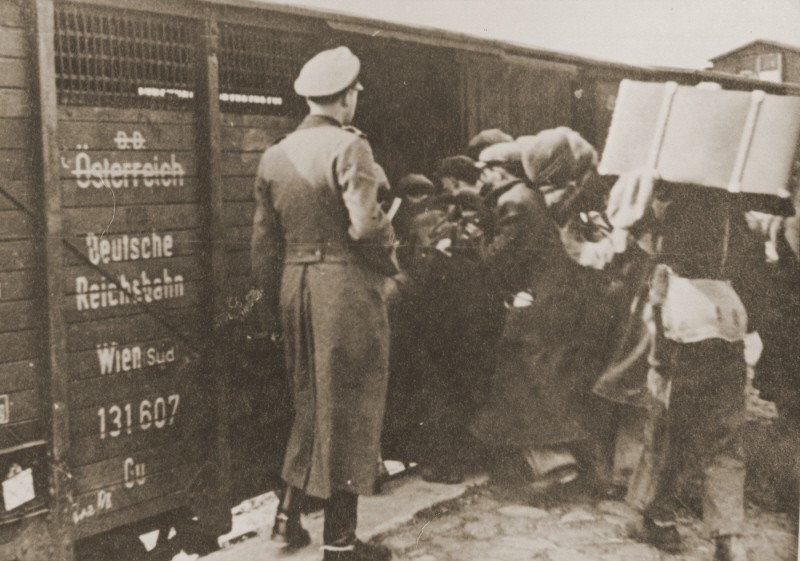 B.B.
Österreich
Deutsche
Reichsbahn
Wien Süd
131 607
Gu